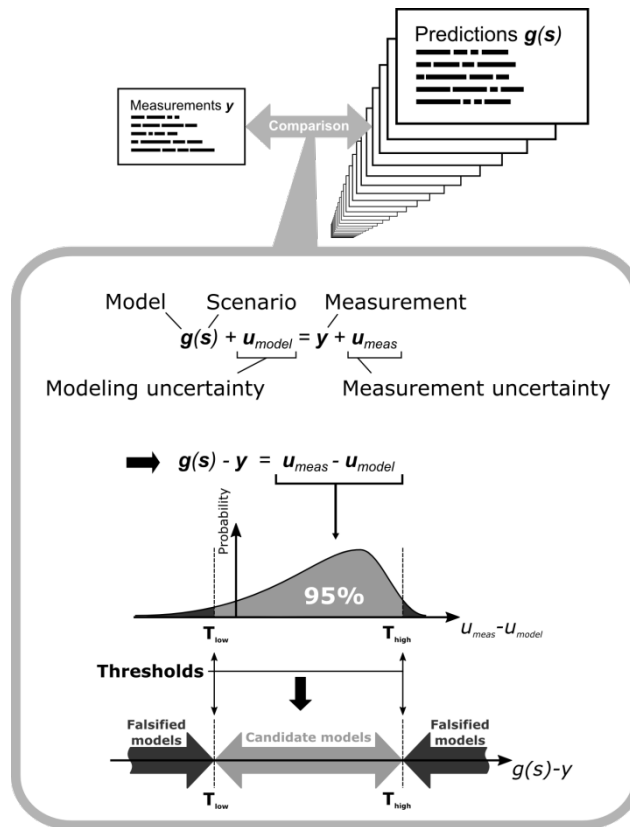 Predictions g(s)
Measurements y
Comparison
Model Scenario Measurement
g(s) + u_model = y + u_meas
Modeling uncertainty Measurement uncertainty
g(s) - y = u_meas - u_model
Probability
95%
T_low T_high u_meas-u_model
Thresholds
Falsified models
Candidate models
Falsified models
g(s)-y
T_low T_high